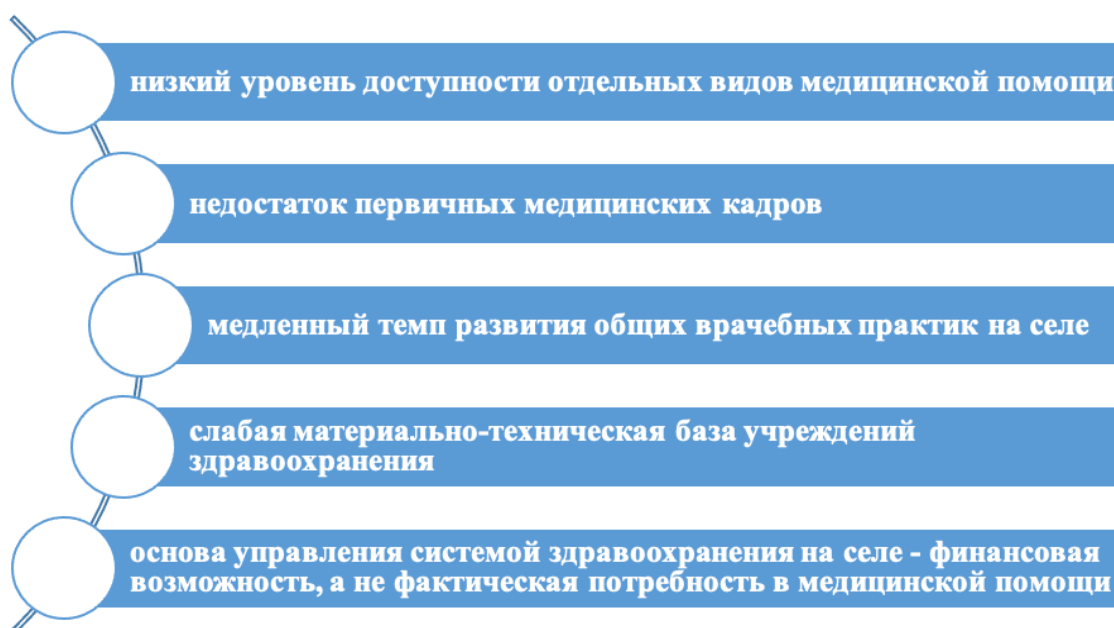 низкий уровень доступности отдельных видов медицинской помощи
недостаток первичных медицинских кадров
медленный темп развития общих врачебных практик на селе
слабая материально-техническая база учреждений
здравоохранения
основа управления системой здравоохранения на селе - финансовая
возможность, а не фактическая потребность в медицинской помощи